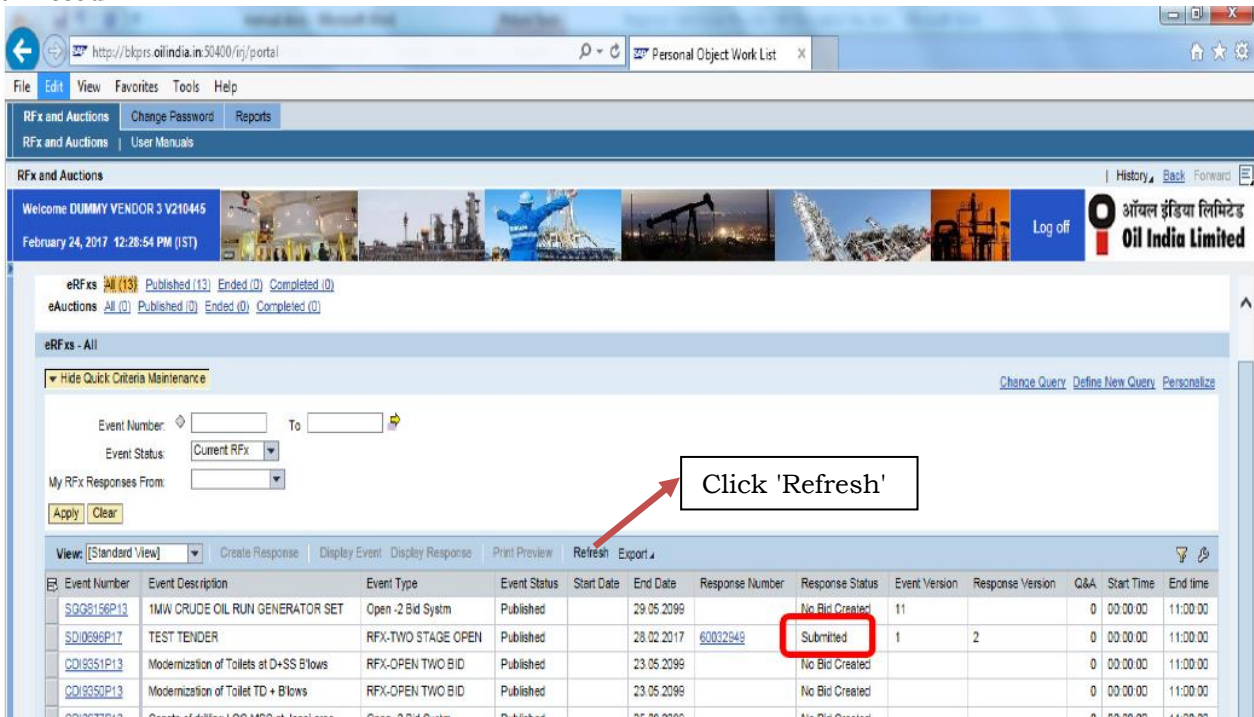 http://bkprs.oilindia.in:50400/irj/portal
Personal Object Work List
File Edit View Favorites Tools Help
RFx and Auctions Change Password Reports
RFx and Auctions | User Manuals
RFx and Auctions | History Back Forward
Welcome DUMMY VENDOR 3 V210445
February 24, 2017 12:28:54 PM (IST)
Log off
ऑयल इंडिया लिमिटेड
Oil India Limited
eRFxs All (13) Published (13) Ended (0) Completed (0)
eAuctions All (0) Published (0) Ended (0) Completed (0)
eRFxs - All
Hide Quick Criteria Maintenance Change Query Define New Query Personalize
Event Number: To
Event Status: Current RFx
My RFx Responses From:
Click 'Refresh'
Apply Clear
View: [Standard View] Create Response Display Event Display Response Print Preview Refresh Export
Event Number Event Description Event Type Event Status Start Date End Date Response Number Response Status Event Version Response Version Q&A Start Time End time
SGG8156P13 1MW CRUDE OIL RUN GENERATOR SET Open -2 Bid Systm Published 29.05.2099 No Bid Created 11 0 00:00:00 11:00:00
SDI0696P17 TEST TENDER RFX-TWO STAGE OPEN Published 28.02.2017 60032949 Submitted 1 2 0 00:00:00 11:00:00
CDI9351P13 Modernization of Toilets at D+SS B'lows RFX-OPEN TWO BID Published 23.05.2099 No Bid Created 0 00:00:00 11:00:00
CDI9350P13 Modernization of Toilet TD + B'lows RFX-OPEN TWO BID Published 23.05.2099 No Bid Created 0 00:00:00 11:00:00